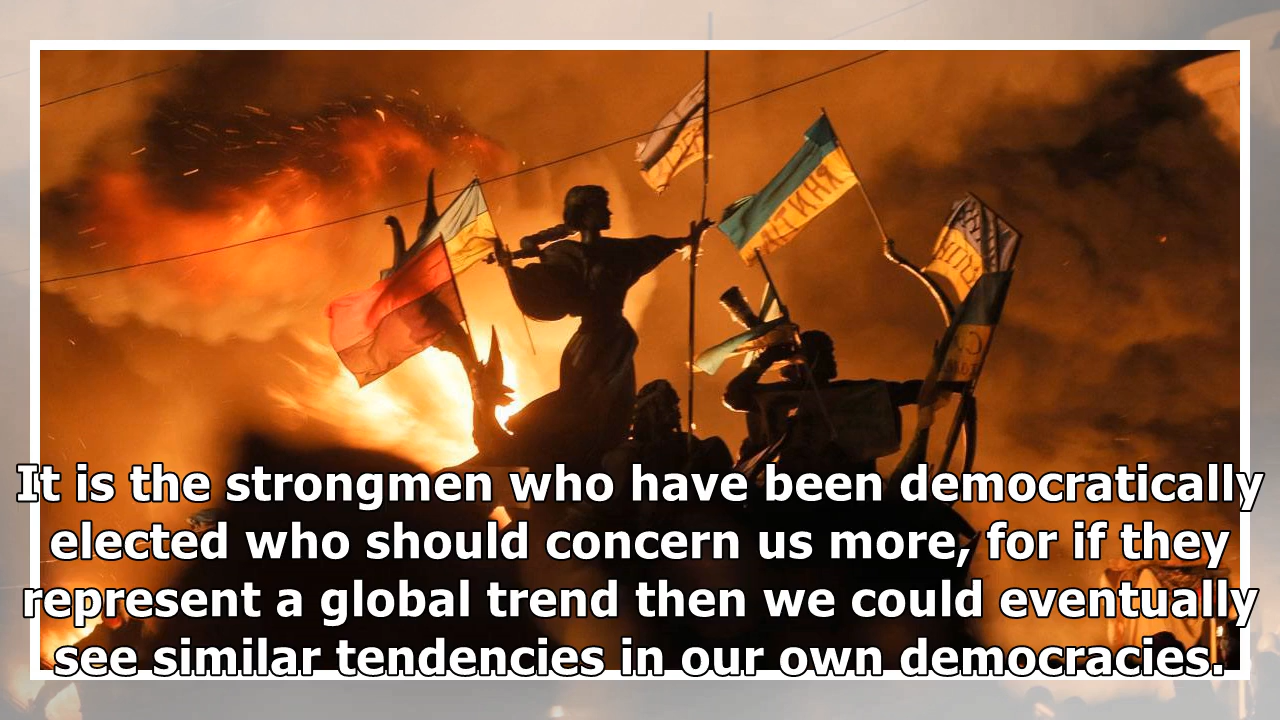 It is the strongmen who have been democratically
elected who should concern us more, for if they
represent a global trend then we could eventually
see similar tendencies in our own democracies.